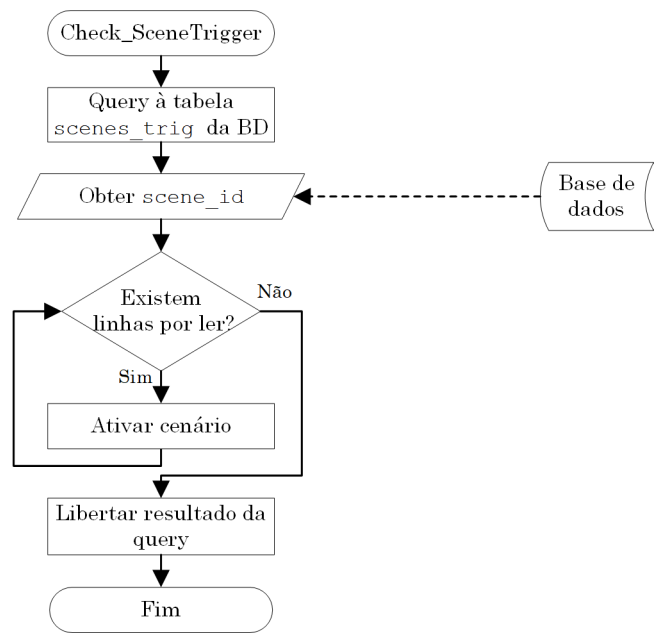 Check_SceneTrigger
Query à tabela
scenes_trig da BD
Obter scene_id
Base de
dados
Existem
linhas por ler?
Não
Sim
Ativar cenário
Libertar resultado da
query
Fim